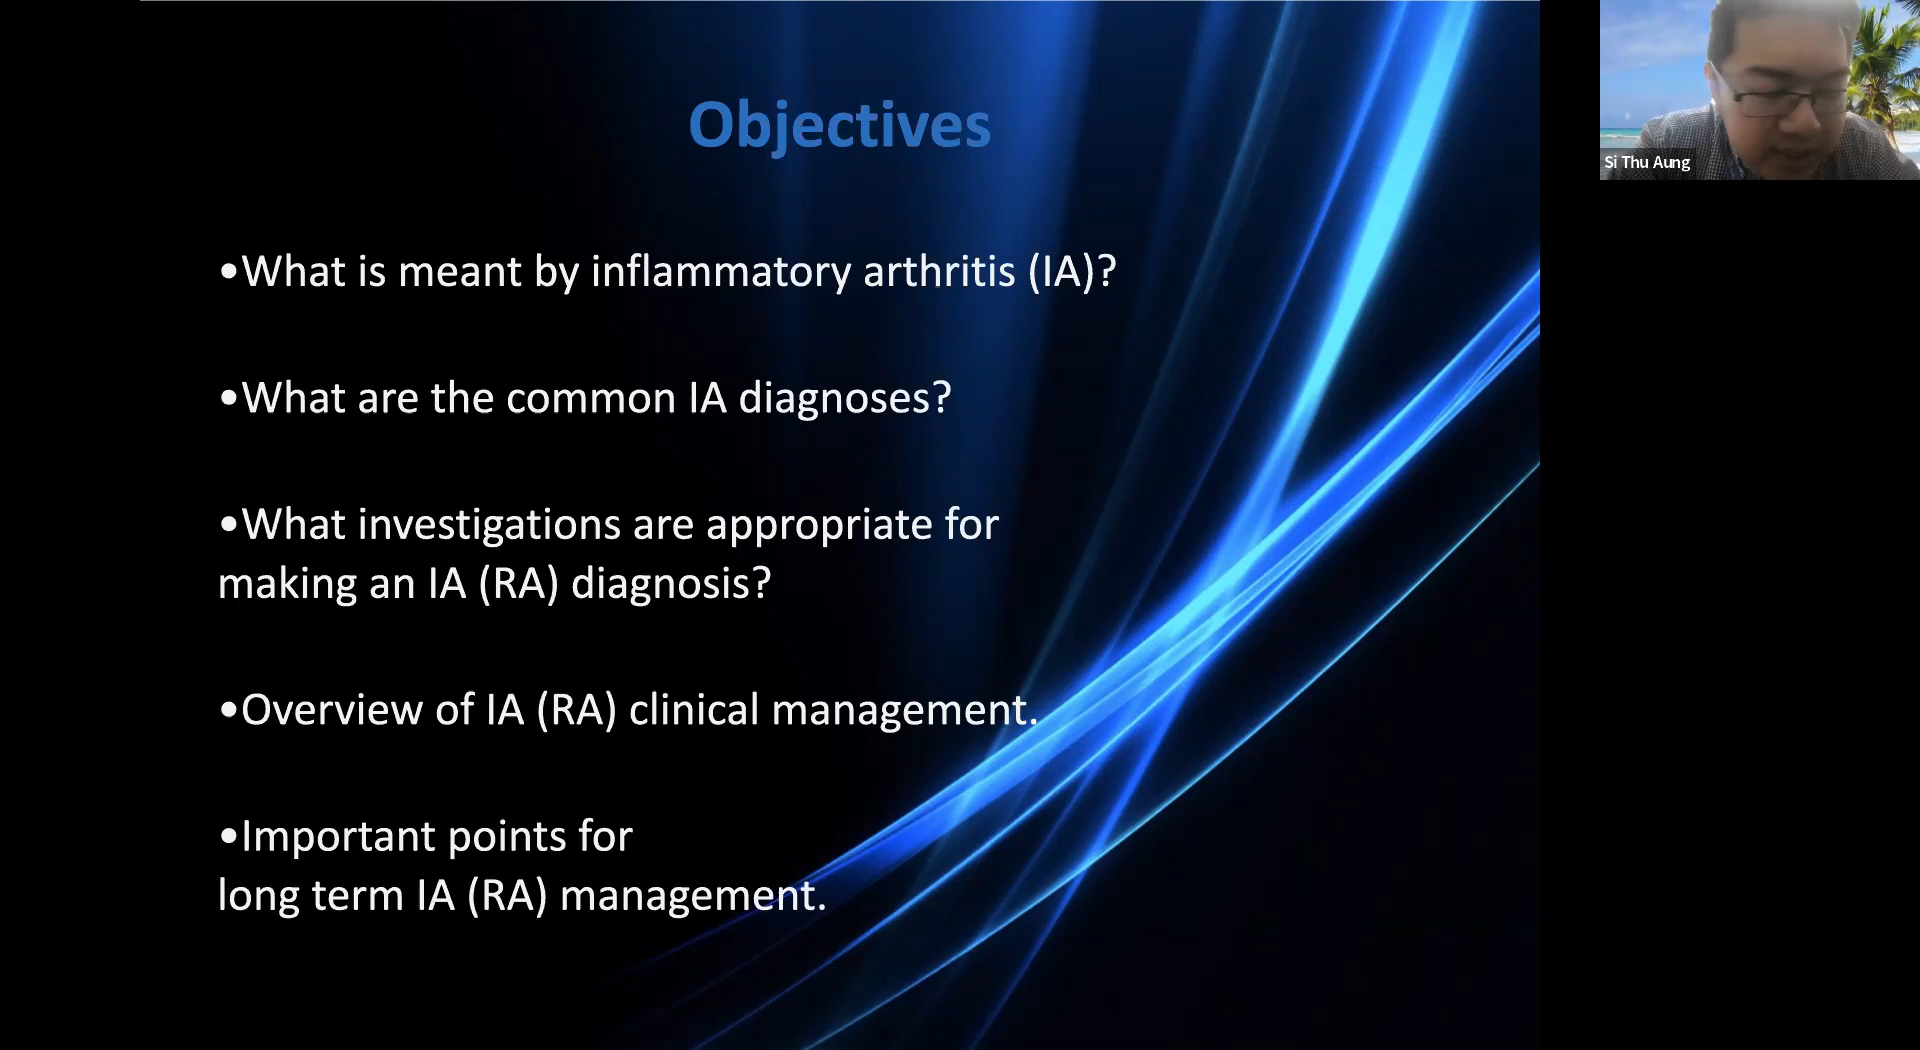 Objectives
•What is meant by inflammatory arthritis (IA)?
•What are the common IA diagnoses?
•What investigations are appropriate for
making an IA (RA) diagnosis?
•Overview of IA (RA) clinical management.
•Important points for
long term IA (RA) management.
Si Thu Aung